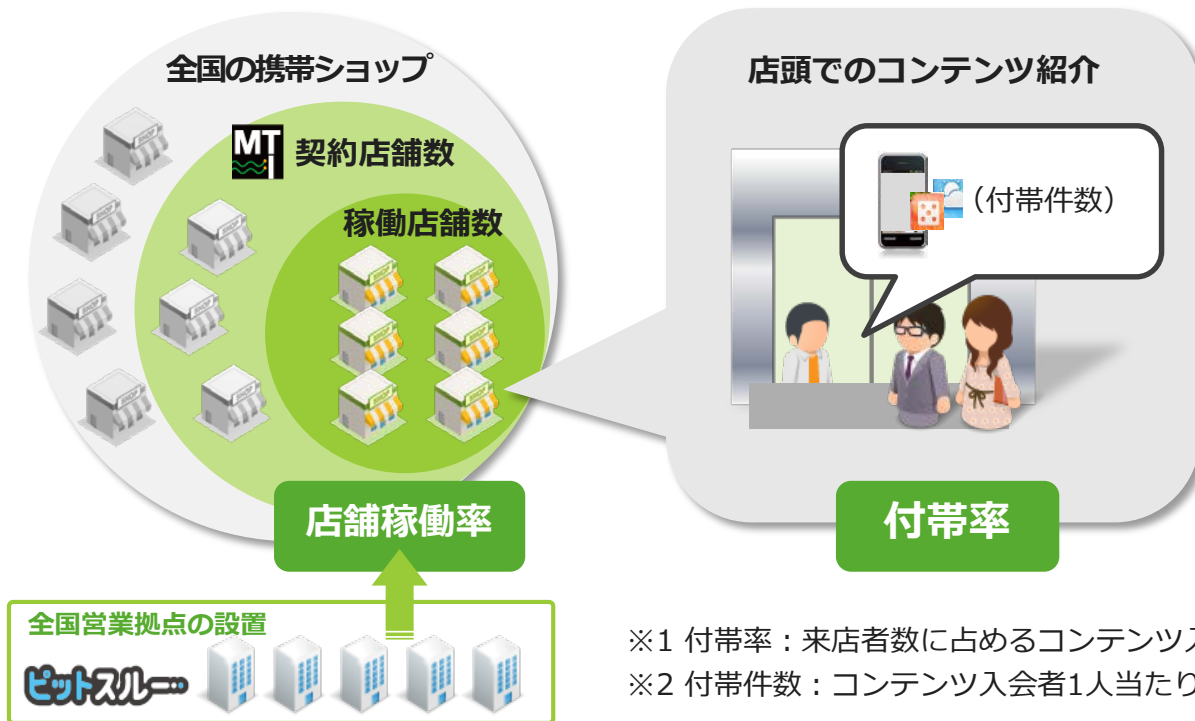 全国の携帯ショップ
MTI 契約店舗数
稼働店舗数
店舗稼働率
全国営業拠点の設置
ピットスルー
店頭でのコンテンツ紹介
（付帯件数）
付帯率
※1 付帯率：来店者数に占めるコンテンツ
※2 付帯件数：コンテンツ入会者1人当たり